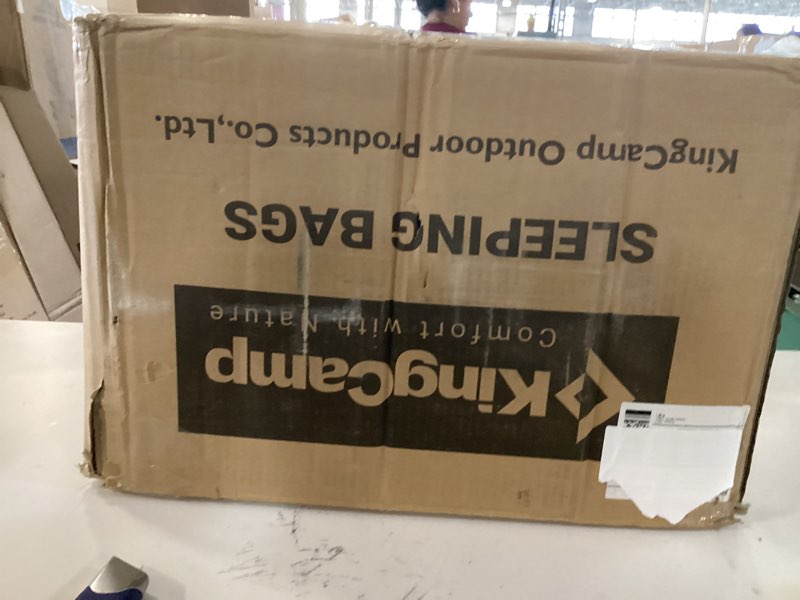 KingCamp
Comfort with Nature
SLEEPING BAGS
KingCamp Outdoor Products Co.,Ltd.